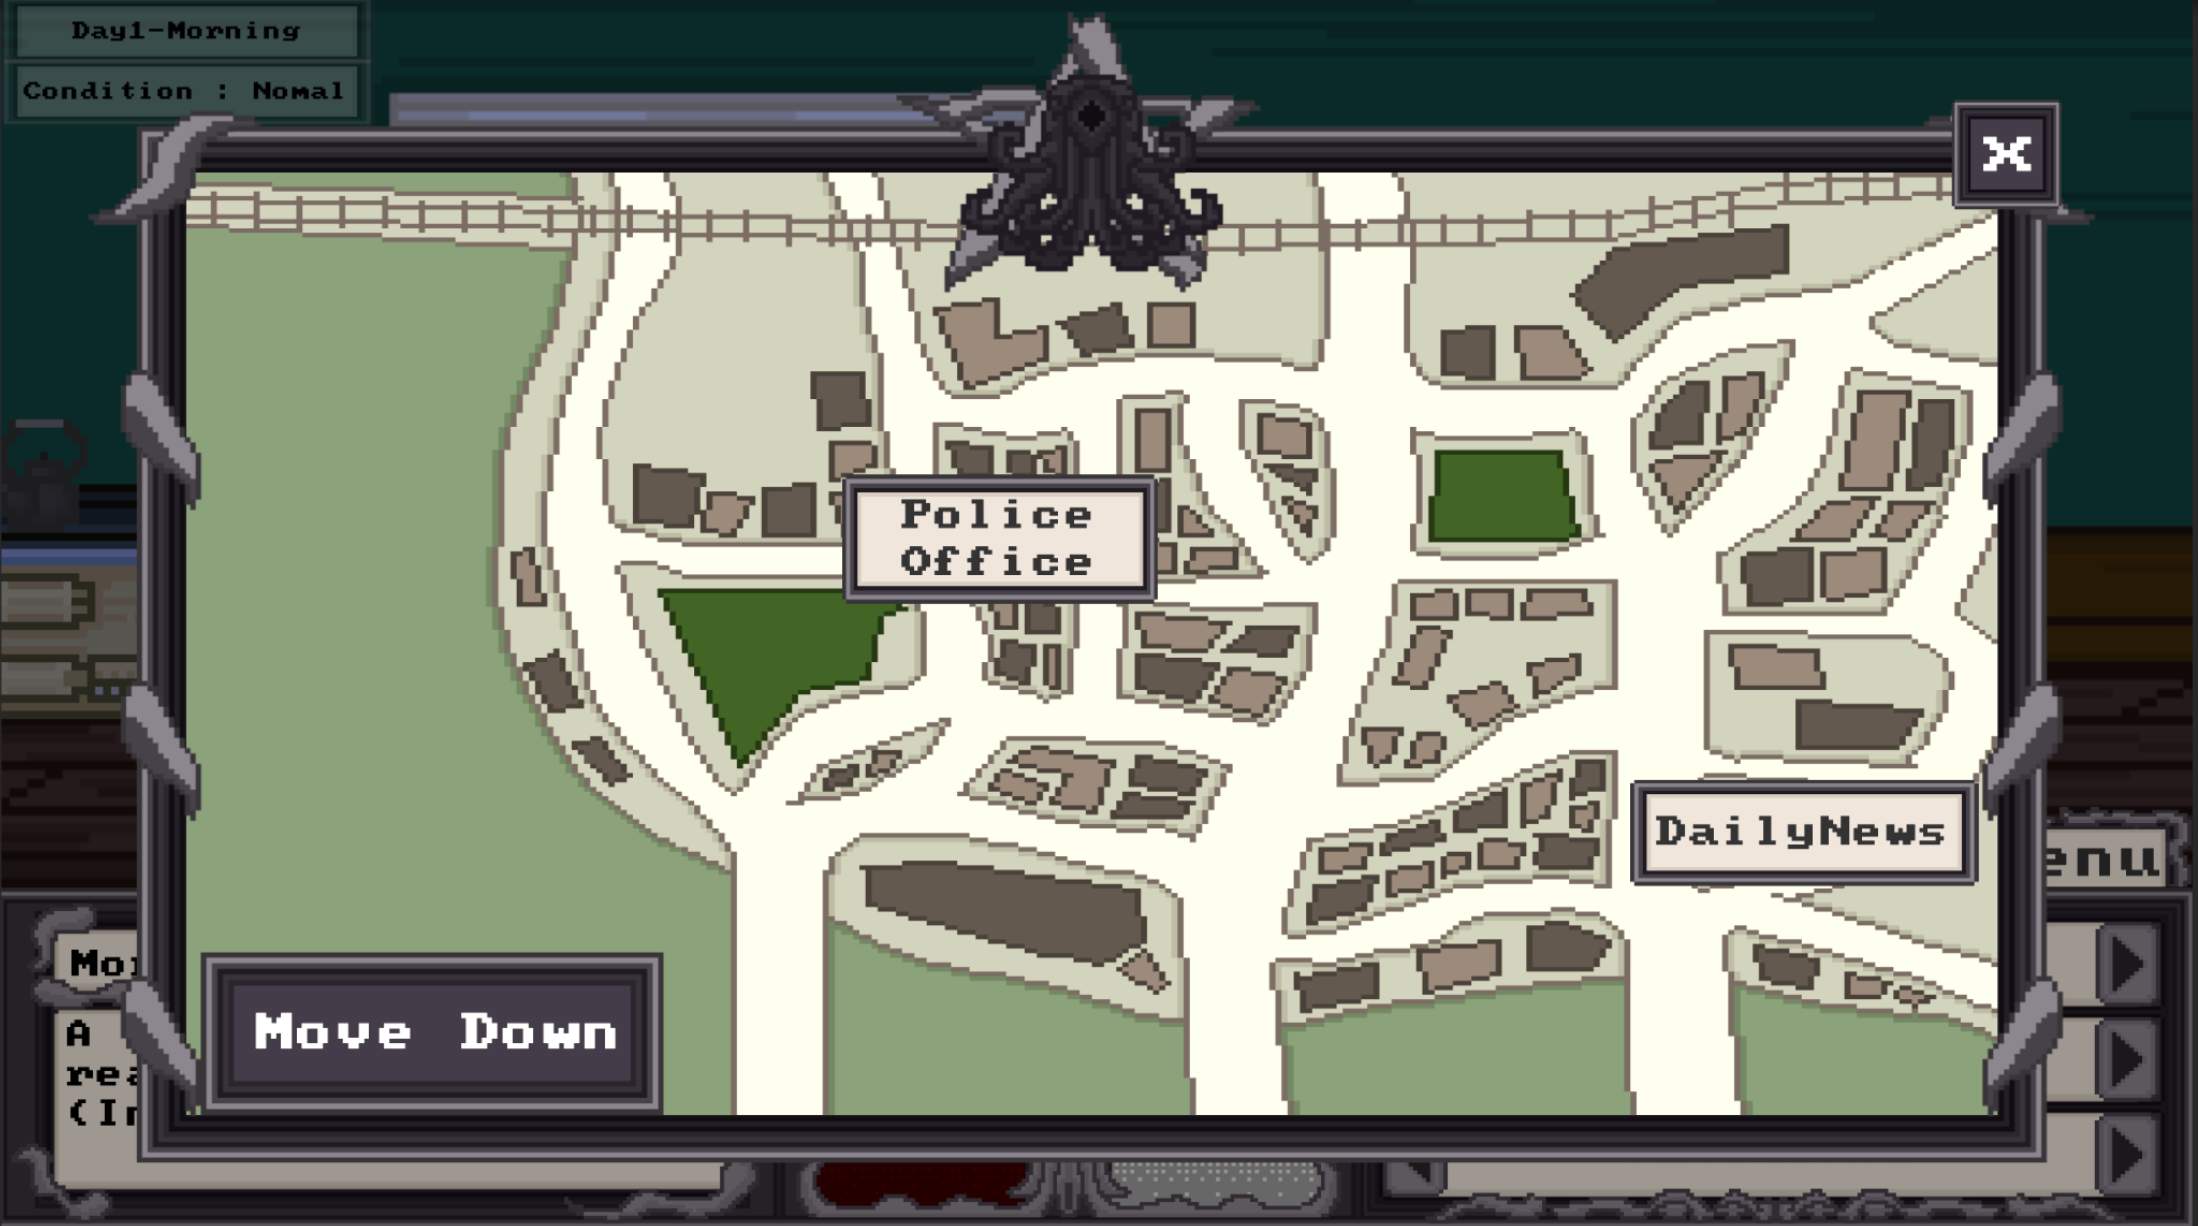 Day1-Morning
Condition : Nomal
Police
Office
DailyNews
Move Down
A